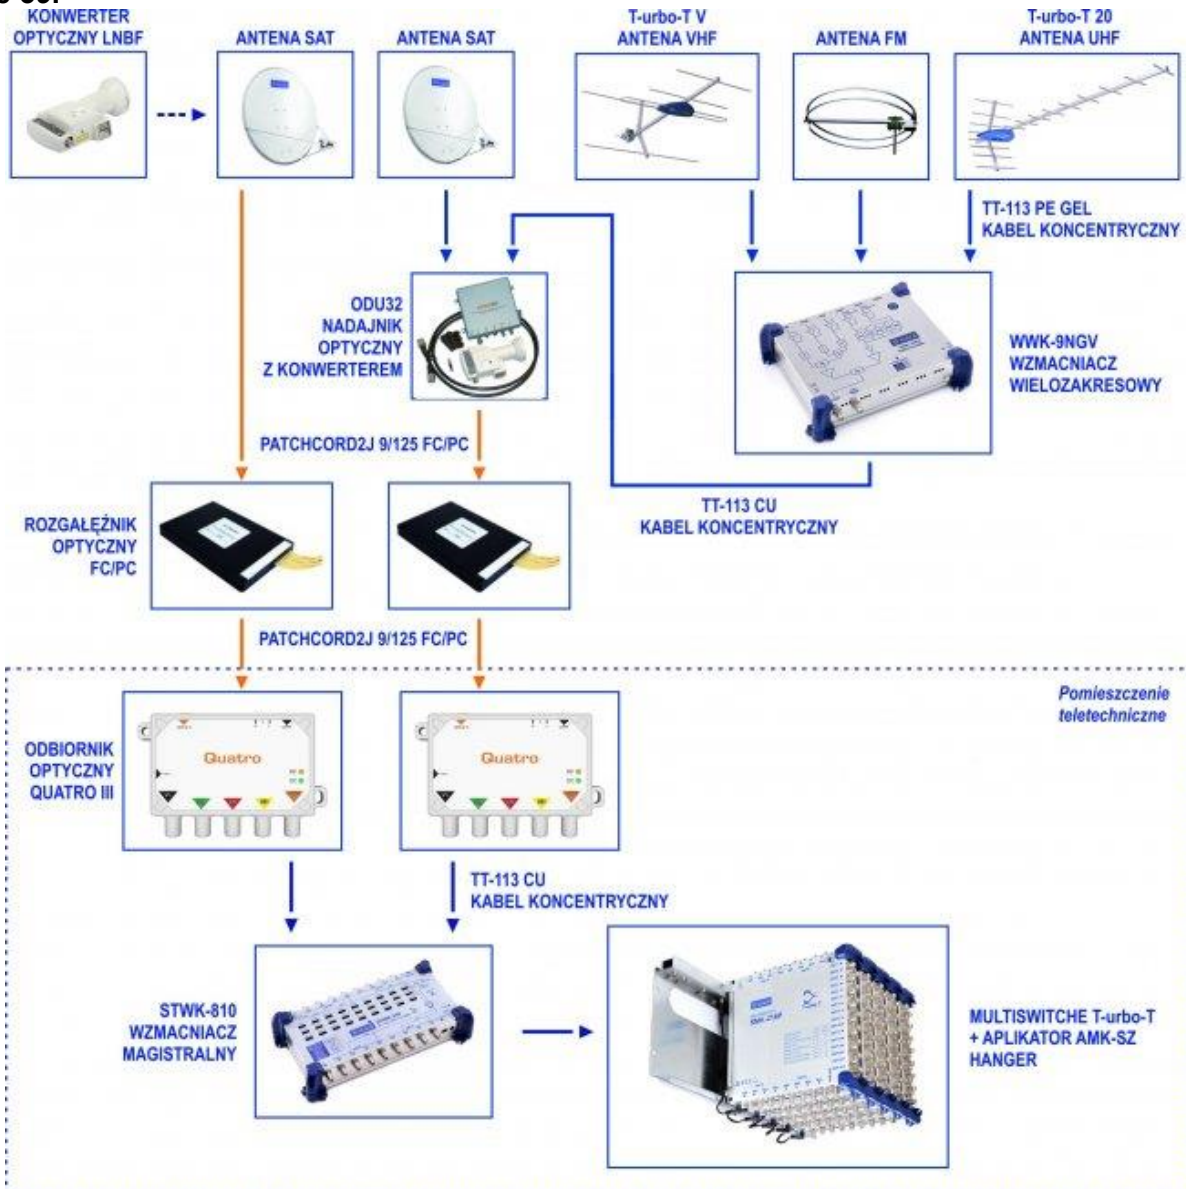 KONWERTER
OPTYCZNY LNBF
ANTENA SAT
ANTENA SAT
T-urbo-T V
ANTENA VHF
ANTENA FM
T-urbo-T 20
ANTENA UHF
TT-113 PE GEL
KABEL KONCENTRYCZNY
ODU32
NADAJNIK
OPTYCZNY
Z KONWERTEREM
WWK-9NGV
WZMACNIACZ
WIELOZAKRESOWY
PATCHCORD2J 9/125 FC/PC
TT-113 CU
KABEL KONCENTRYCZNY
ROZGAŁĘŹNIK
OPTYCZNY
FC/PC
PATCHCORD2J 9/125 FC/PC
Pomieszczenie
teletechniczne
ODBIORNIK
OPTYCZNY
QUATRO III
Quatro
Quatro
TT-113 CU
KABEL KONCENTRYCZNY
STWK-810
WZMACNIACZ
MAGISTRALNY
MULTISWITCHE T-urbo-T
+ APLIKATOR AMK-SZ
HANGER